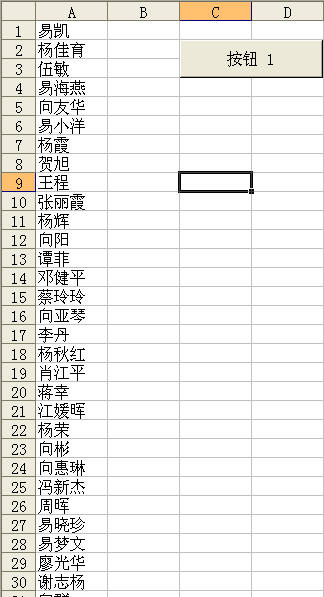 A B C D
1 易凯
2 杨佳育 按钮 1
3 伍敏
4 易海燕
5 向友华
6 易小洋
7 杨霞
8 贺旭
9 王程
10 张丽霞
11 杨辉
12 向阳
13 谭菲
14 邓健平
15 蔡玲玲
16 向亚琴
17 李丹
18 杨秋红
19 肖江平
20 蒋幸
21 江媛晖
22 杨荣
23 向彬
24 向惠琳
25 冯新杰
26 周晖
27 易晓珍
28 易梦文
29 廖光华
30 谢志杨